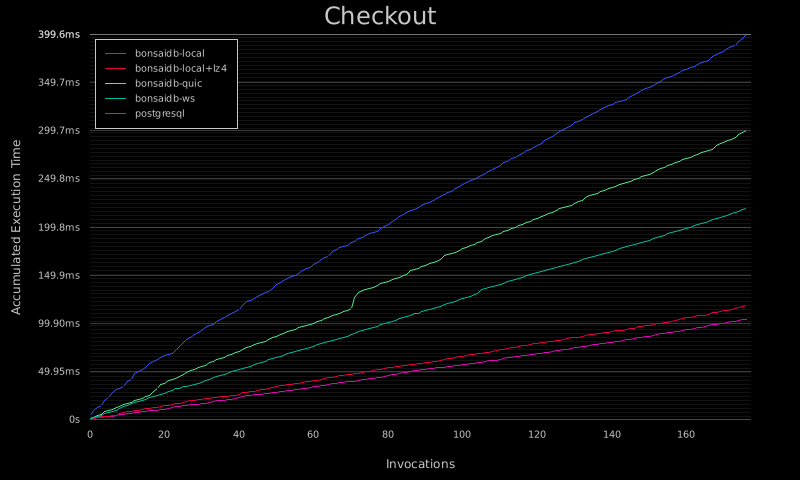 Checkout
399.6ms
349.7ms
299.7ms
249.8ms
199.8ms
149.9ms
99.90ms
49.95ms
0s
bonsaidb-local
bonsaidb-local+lz4
bonsaidb-quic
bonsaidb-ws
postgresql
Accumulated Execution Time
0 20 40 60 80 100 120 140 160
Invocations